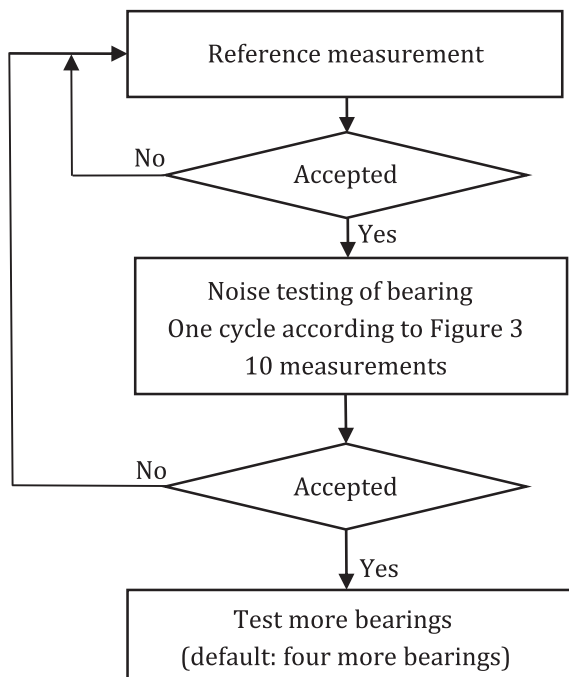 Reference measurement
No
Accepted
Yes
Noise testing of bearing
One cycle according to Figure 3
10 measurements
No
Accepted
Yes
Test more bearings
(default: four more bearings)